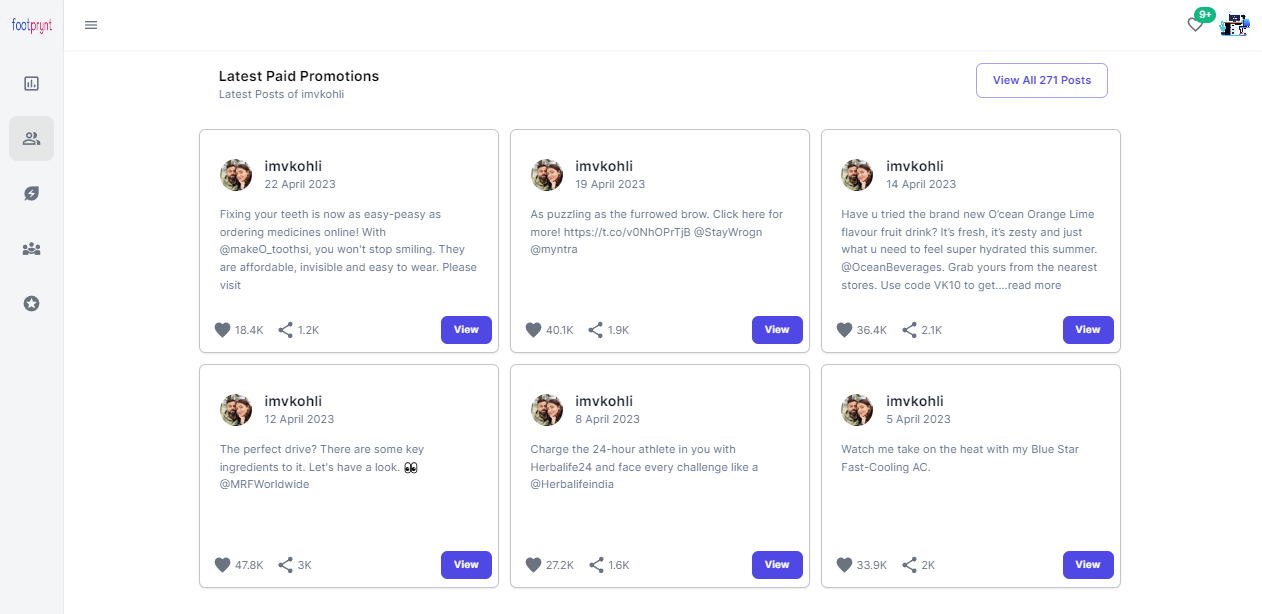 footprynt
9+
Latest Paid Promotions
Latest Posts of imvkohli
View All 271 Posts
imvkohli
22 April 2023
Fixing your teeth is now as easy-peasy as
ordering medicines online! With
@makeO_toothsi, you won't stop smiling. They
are affordable, invisible and easy to wear. Please
visit
18.4K 1.2K View
imvkohli
19 April 2023
As puzzling as the furrowed brow. Click here for
more! https://t.co/v0NhOPrTjB @StayWrogn
@myntra
40.1K 1.9K View
imvkohli
14 April 2023
Have u tried the brand new O’cean Orange Lime
flavour fruit drink? It’s fresh, it’s zesty and just
what u need to feel super hydrated this summer.
@OceanBeverages. Grab yours from the nearest
stores. Use code VK10 to get....read more
36.4K 2.1K View
imvkohli
12 April 2023
The perfect drive? There are some key
ingredients to it. Let's have a look. 👀
@MRFWorldwide
47.8K 3K View
imvkohli
8 April 2023
Charge the 24-hour athlete in you with
Herbalife24 and face every challenge like a
@Herbalifeindia
27.2K 1.6K View
imvkohli
5 April 2023
Watch me take on the heat with my Blue Star
Fast-Cooling AC.
33.9K 2K View